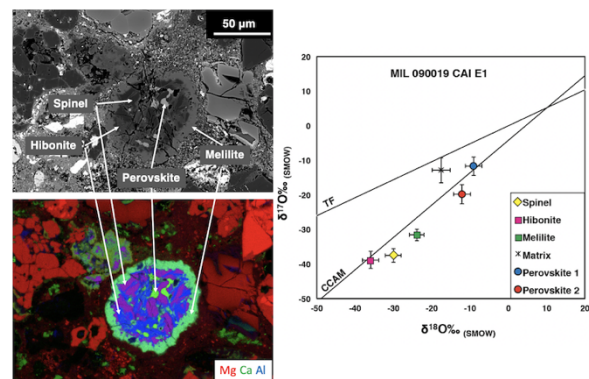 50 µm
Spinel
Hibonite
Perovskite
Melilite
Mg Ca Al
MIL 090019 CAI E1
20
10
0
-10
-20
-30
-40
-50
δ17O‰ (SMOW)
TF
CCAM
Spinel
Hibonite
Melilite
Matrix
Perovskite 1
Perovskite 2
-50 -40 -30 -20 -10 0 10 20
δ18O‰ (SMOW)